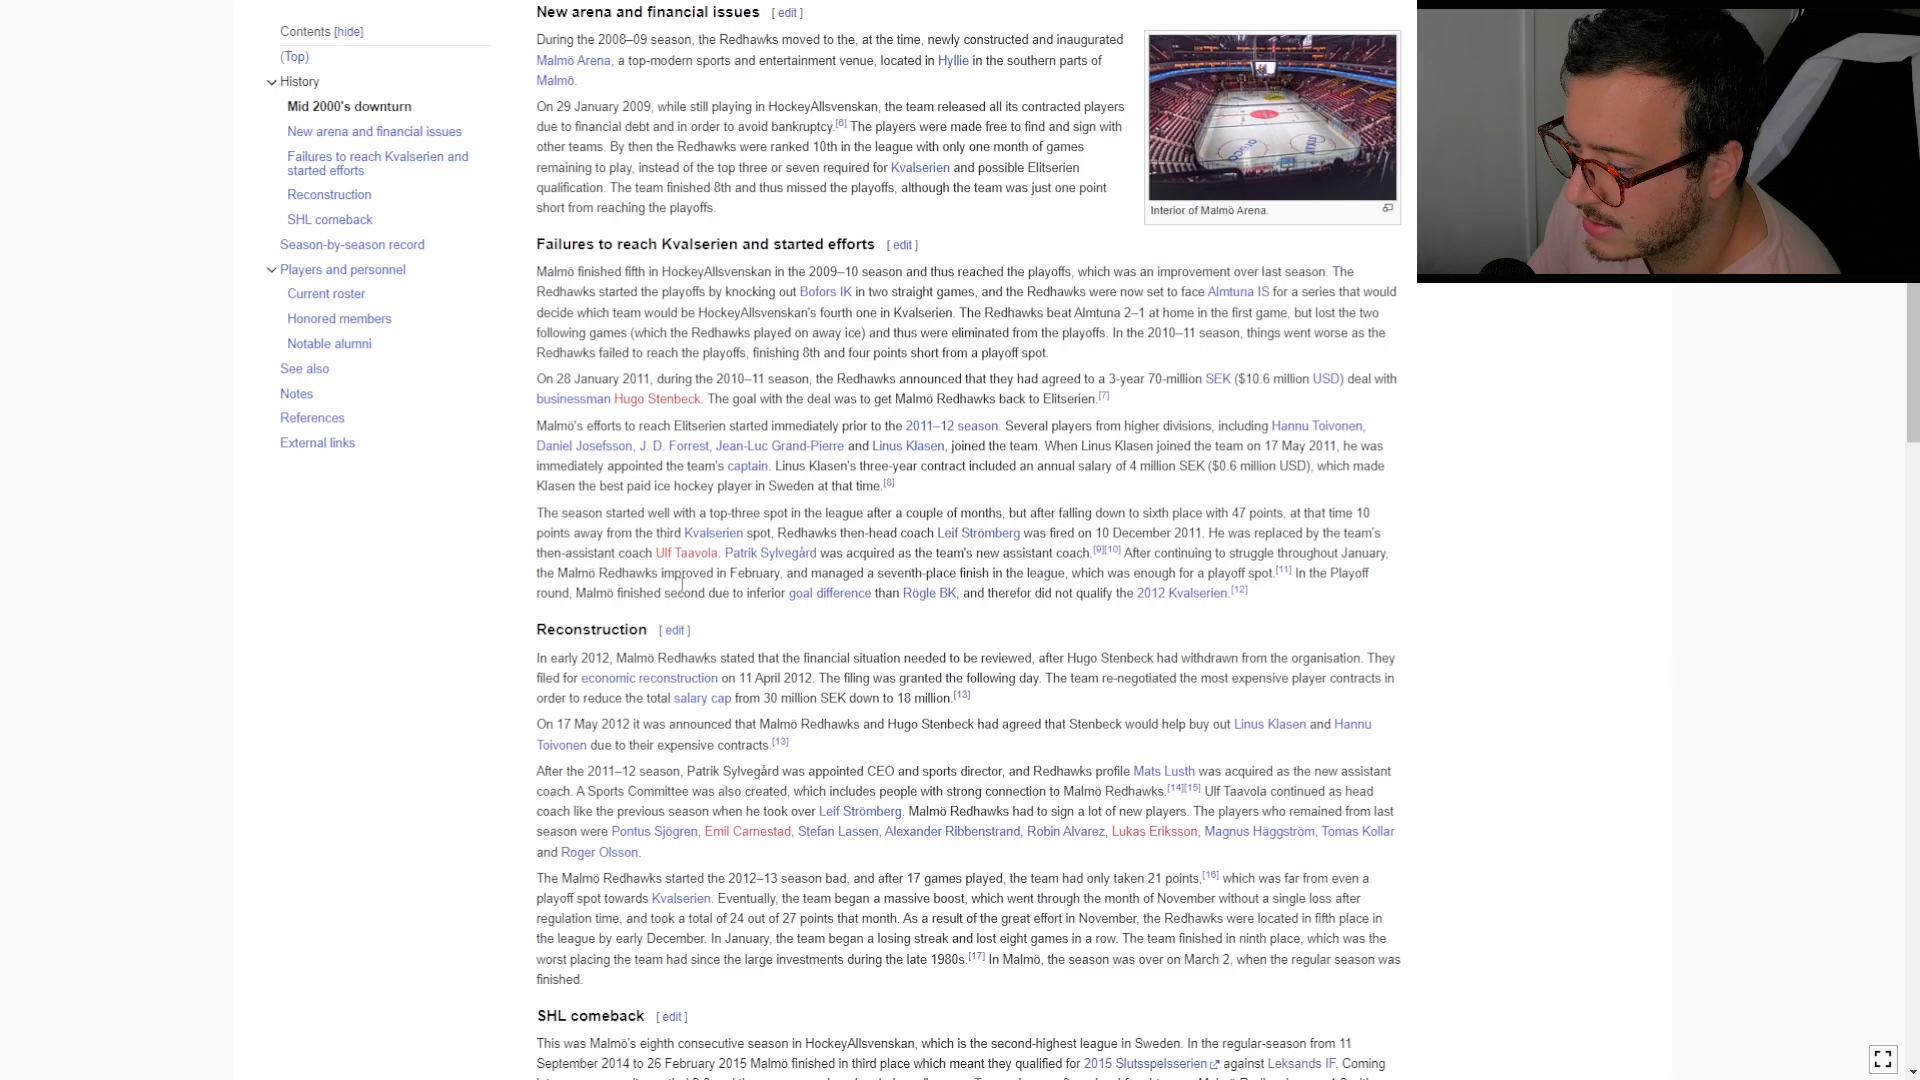 Contents [hide]
(Top)
History
Mid 2000's downturn
New arena and financial issues
Failures to reach Kvalserien and
started efforts
Reconstruction
SHL comeback
Season-by-season record
Players and personnel
Current roster
Honored members
Notable alumni
See also
Notes
References
External links
New arena and financial issues [ edit ]
During the 2008–09 season, the Redhawks moved to the, at the time, newly constructed and inaugurated
Malmö Arena, a top-modern sports and entertainment venue, located in Hyllie in the southern parts of
Malmö.
On 29 January 2009, while still playing in HockeyAllsvenskan, the team released all its contracted players
due to financial debt and in order to avoid bankruptcy.[6] The players were made free to find and sign with
other teams. By then the Redhawks were ranked 10th in the league with only one month of games
remaining to play, instead of the top three or seven required for Kvalserien and possible Elitserien
qualification. The team finished 8th and thus missed the playoffs, although the team was just one point
short from reaching the playoffs.
Interior of Malmö Arena.
Failures to reach Kvalserien and started efforts [ edit ]
Malmö finished fifth in HockeyAllsvenskan in the 2009–10 season and thus reached the playoffs, which was an improvement over last season. The
Redhawks started the playoffs by knocking out Bofors IK in two straight games, and the Redhawks were now set to face Almtuna IS for a series that would
decide which team would be HockeyAllsvenskan's fourth one in Kvalserien. The Redhawks beat Almtuna 2–1 at home in the first game, but lost the two
following games (which the Redhawks played on away ice) and thus were eliminated from the playoffs. In the 2010–11 season, things went worse as the
Redhawks failed to reach the playoffs, finishing 8th and four points short from a playoff spot.
On 28 January 2011, during the 2010–11 season, the Redhawks announced that they had agreed to a 3-year 70-million SEK ($10.6 million USD) deal with
businessman Hugo Stenbeck. The goal with the deal was to get Malmö Redhawks back to Elitserien.[7]
Malmö's efforts to reach Elitserien started immediately prior to the 2011–12 season. Several players from higher divisions, including Hannu Toivonen,
Daniel Josefsson, J. D. Forrest, Jean-Luc Grand-Pierre and Linus Klasen, joined the team. When Linus Klasen joined the team on 17 May 2011, he was
immediately appointed the team's captain. Linus Klasen's three-year contract included an annual salary of 4 million SEK ($0.6 million USD), which made
Klasen the best paid ice hockey player in Sweden at that time.[8]
The season started well with a top-three spot in the league after a couple of months, but after falling down to sixth place with 47 points, at that time 10
points away from the third Kvalserien spot, Redhawks then-head coach Leif Strömberg was fired on 10 December 2011. He was replaced by the team's
then-assistant coach Ulf Taavola. Patrik Sylvegård was acquired as the team's new assistant coach.[9][10] After continuing to struggle throughout January,
the Malmö Redhawks improved in February, and managed a seventh-place finish in the league, which was enough for a playoff spot.[11] In the Playoff
round, Malmö finished second due to inferior goal difference than Rögle BK, and therefor did not qualify the 2012 Kvalserien.[12]
Reconstruction [ edit ]
In early 2012, Malmö Redhawks stated that the financial situation needed to be reviewed, after Hugo Stenbeck had withdrawn from the organisation. They
filed for economic reconstruction on 11 April 2012. The filing was granted the following day. The team re-negotiated the most expensive player contracts in
order to reduce the total salary cap from 30 million SEK down to 18 million.[13]
On 17 May 2012 it was announced that Malmö Redhawks and Hugo Stenbeck had agreed that Stenbeck would help buy out Linus Klasen and Hannu
Toivonen due to their expensive contracts.[13]
After the 2011–12 season, Patrik Sylvegård was appointed CEO and sports director, and Redhawks profile Mats Lusth was acquired as the new assistant
coach. A Sports Committee was also created, which includes people with strong connection to Malmö Redhawks.[14][15] Ulf Taavola continued as head
coach like the previous season when he took over Leif Strömberg. Malmö Redhawks had to sign a lot of new players. The players who remained from last
season were Pontus Sjögren, Emil Carnestad, Stefan Lassen, Alexander Ribbenstrand, Robin Alvarez, Lukas Eriksson, Magnus Häggström, Tomas Kollar
and Roger Olsson.
The Malmö Redhawks started the 2012–13 season bad, and after 17 games played, the team had only taken 21 points,[16] which was far from even a
playoff spot towards Kvalserien. Eventually, the team began a massive boost, which went through the month of November without a single loss after
regulation time, and took a total of 24 out of 27 points that month. As a result of the great effort in November, the Redhawks were located in fifth place in
the league by early December. In January, the team began a losing streak and lost eight games in a row. The team finished in ninth place, which was the
worst placing the team had since the large investments during the late 1980s.[17] In Malmö, the season was over on March 2, when the regular season was
finished.
SHL comeback [ edit ]
This was Malmö's eighth consecutive season in HockeyAllsvenskan, which is the second-highest league in Sweden. In the regular-season from 11
September 2014 to 26 February 2015 Malmö finished in third place which meant they qualified for 2015 Slutsspelsserien against Leksands IF. Coming